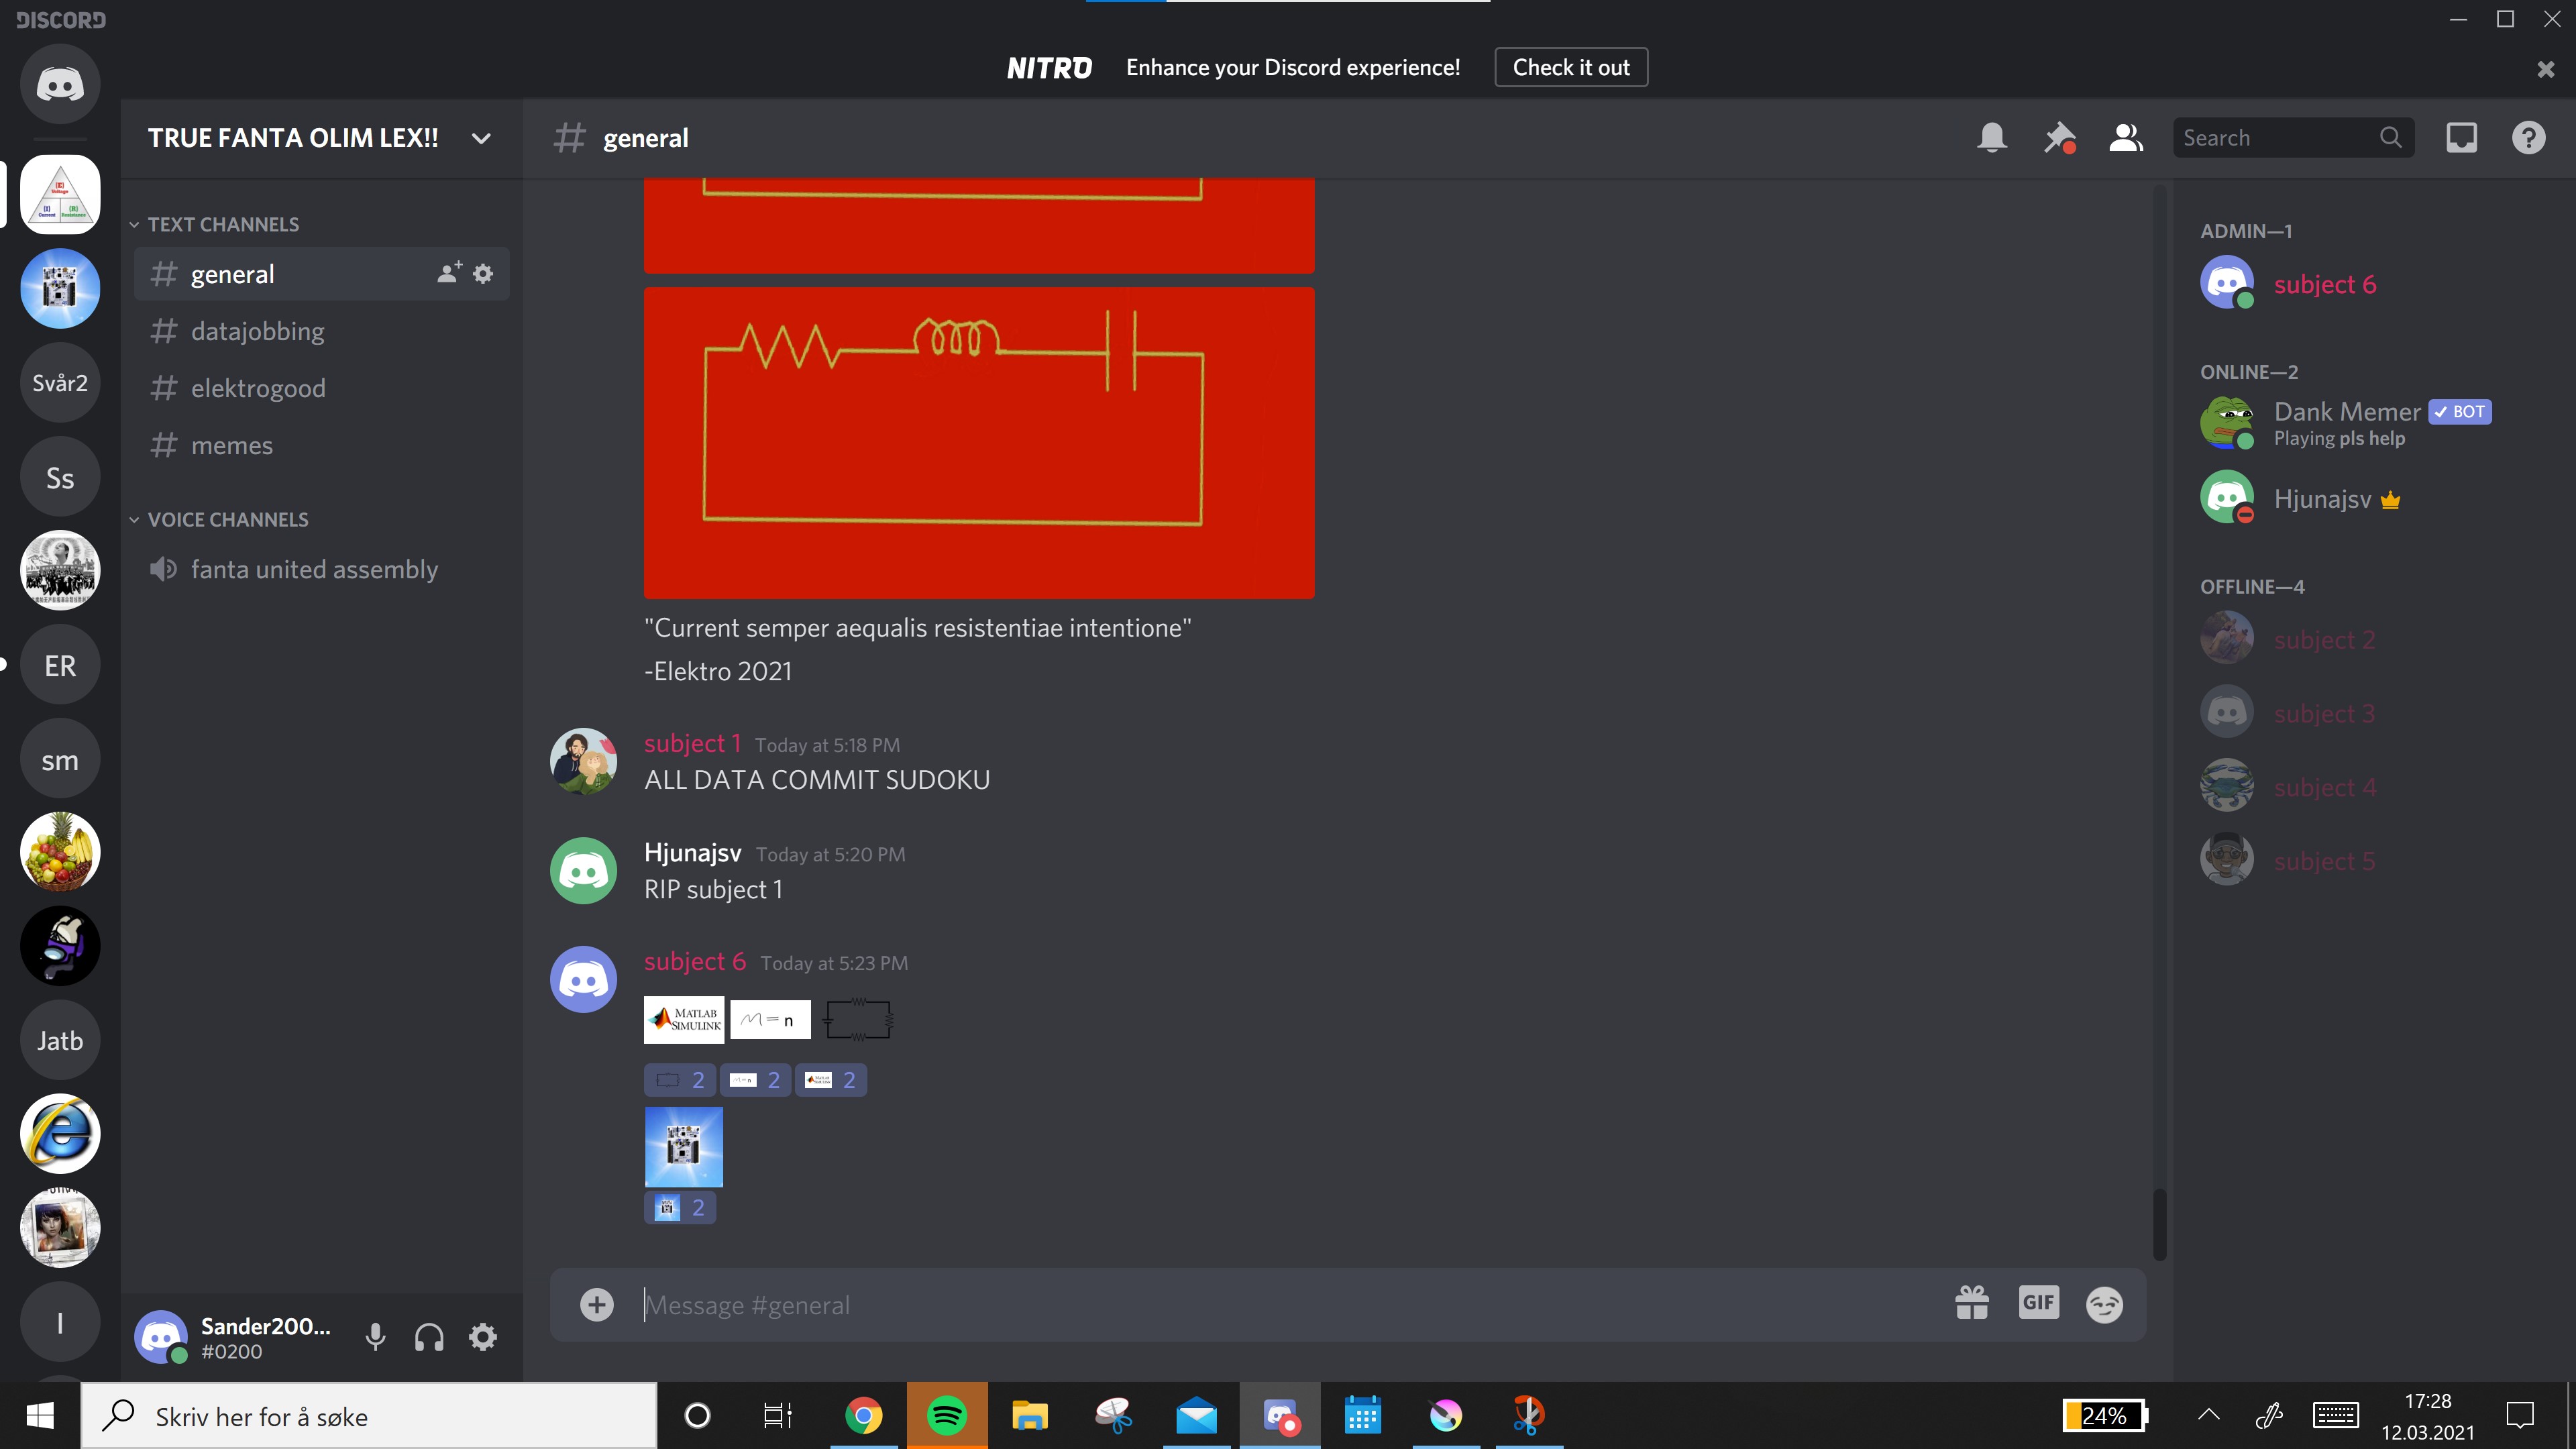 DISCORD
NITRO Enhance your Discord experience! Check it out
TRUE FANTA OLIM LEX!!
general
Search
TEXT CHANNELS
general
datajobbing
elektrogood
memes
VOICE CHANNELS
fanta united assembly
(E)
Voltage
(I)
Current
(R)
Resistance
Svår2
Ss
ER
sm
Jatb
I
"Current semper aequalis resistentiae intentione"
-Elektro 2021
subject 1 Today at 5:18 PM
ALL DATA COMMIT SUDOKU
Hjunajsv Today at 5:20 PM
RIP subject 1
subject 6 Today at 5:23 PM
MATLAB
SIMULINK
M = n
2 2 2
2
Message #general
GIF
ADMIN—1
subject 6
ONLINE—2
Dank Memer BOT
Playing pls help
Hjunajsv
OFFLINE—4
subject 2
subject 3
subject 4
subject 5
Sander200...
#0200
Skriv her for å søke
24%
17:28
12.03.2021